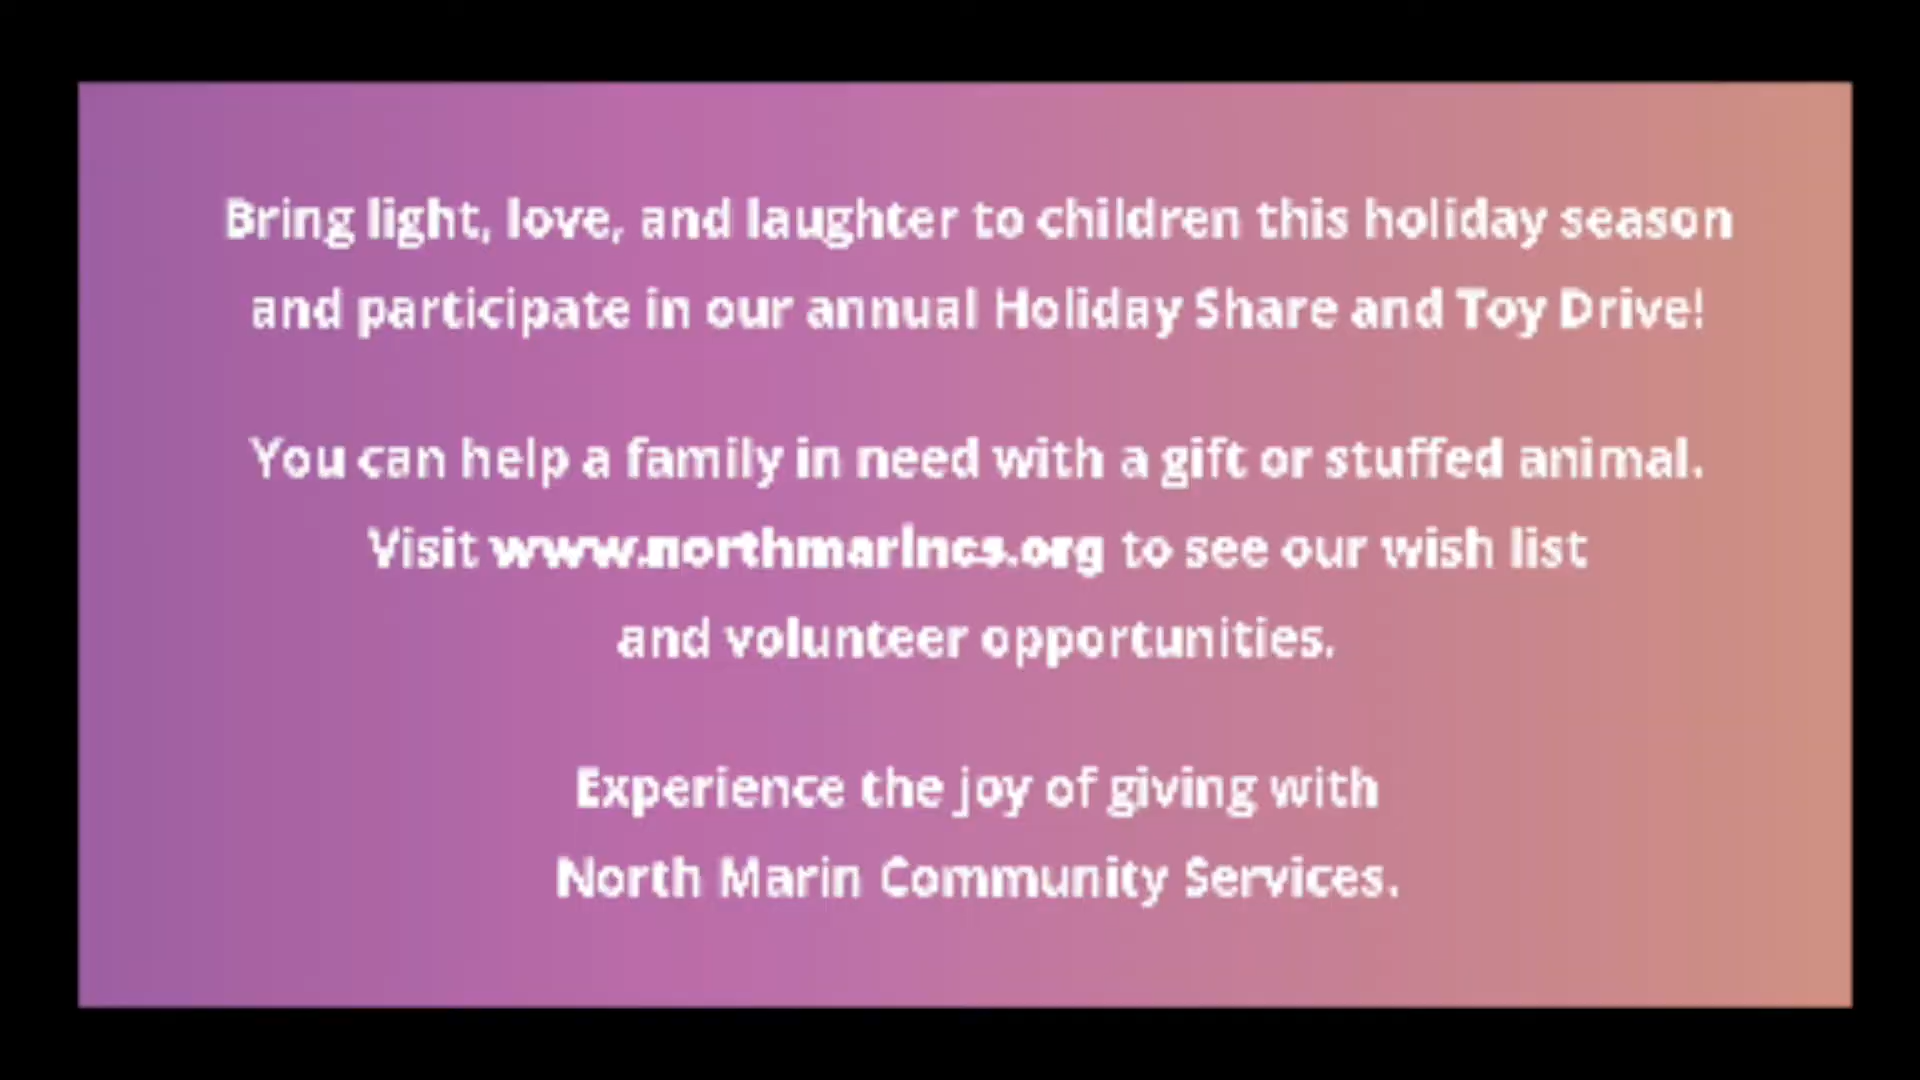 Bring light, love, and laughter to children this holiday season
and participate in our annual Holiday Share and Toy Drive!
You can help a family in need with a gift or stuffed animal.
Visit www.northmarincs.org to see our wish list
and volunteer opportunities.
Experience the joy of giving with
North Marin Community Services.